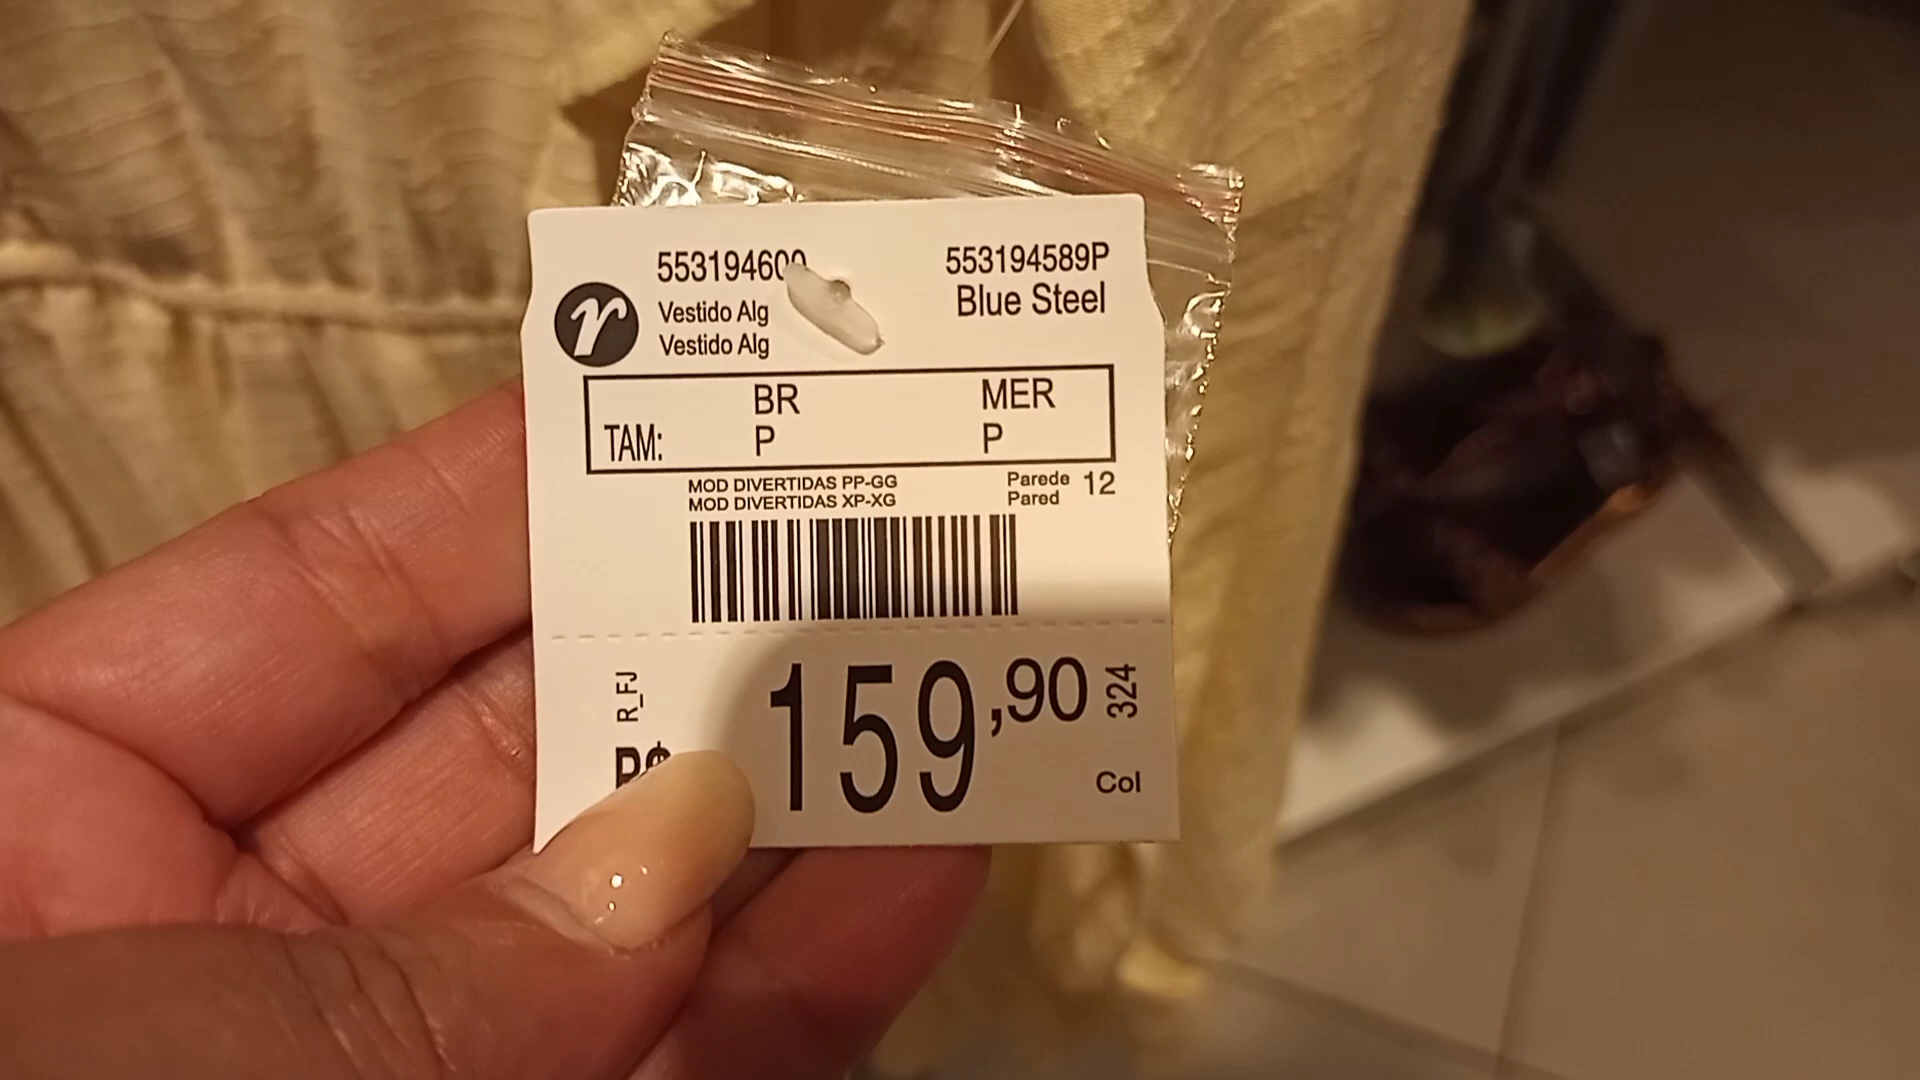 553194600
553194589P
Blue Steel
r
Vestido Alg
Vestido Alg
BR MER
TAM: P P
MOD DIVERTIDAS PP-GG
MOD DIVERTIDAS XP-XG
Parede 12
Pared
R_FJ
R$ 159,90
324
Col